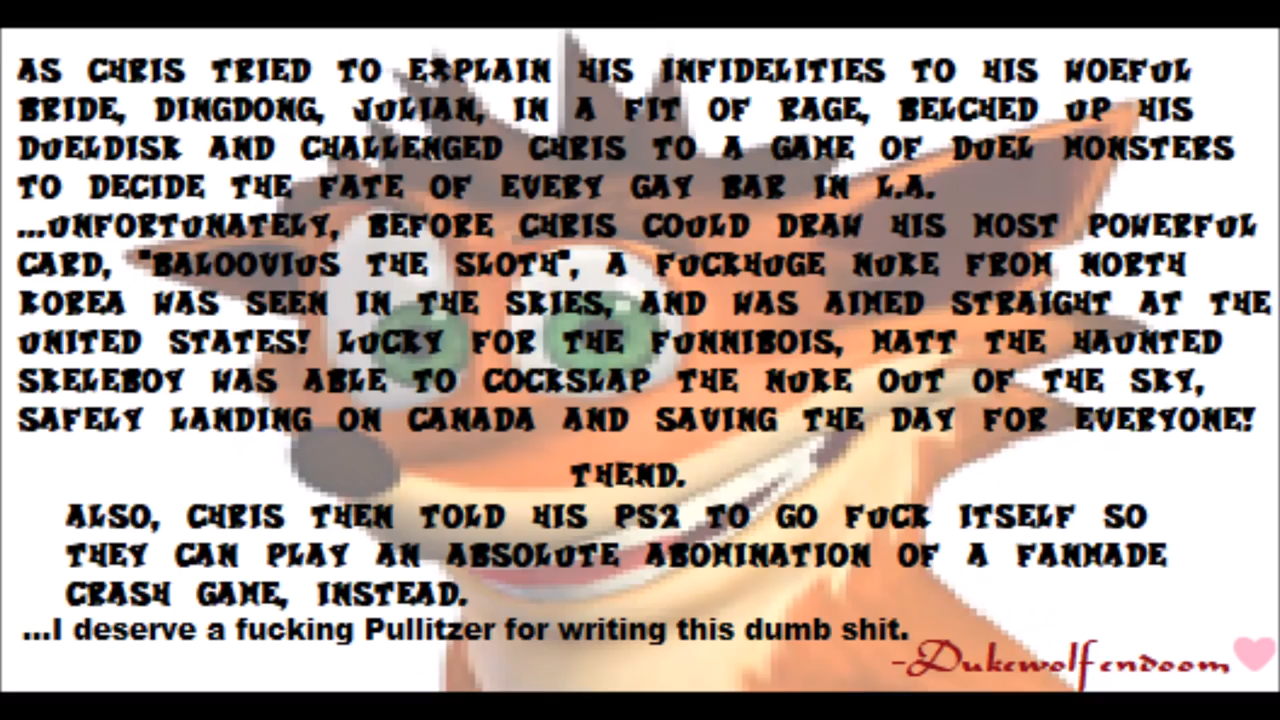 AS CHRIS TRIED TO EXPLAIN HIS INFIDELITIES TO HIS WOEFUL
BRIDE, DINGDONG, JULIAN, IN A FIT OF RAGE, BELCHED UP HIS
DUELDISK AND CHALLENGED CHRIS TO A GAME OF DUEL MONSTERS
TO DECIDE THE FATE OF EVERY GAY BAR IN L.A.
...UNFORTUNATELY, BEFORE CHRIS COULD DRAW HIS MOST POWERFUL
CARD, "BALOOVIUS THE SLOTH", A FUCKHUGE NUKE FROM NORTH
KOREA WAS SEEN IN THE SKIES, AND WAS AIMED STRAIGHT AT THE
UNITED STATES! LUCKY FOR THE FUNNIBOIS, MATT THE HAUNTED
SKELEBOY WAS ABLE TO COCKSLAP THE NUKE OUT OF THE SKY,
SAFELY LANDING ON CANADA AND SAVING THE DAY FOR EVERYONE!
THEND.
ALSO, CHRIS THEN TOLD HIS PS2 TO GO FUCK ITSELF SO
THEY CAN PLAY AN ABSOLUTE ABOMINATION OF A FANMADE
CRASH GAME, INSTEAD.
...I deserve a fucking Pullitzer for writing this dumb shit.
-Dukewolfendoom